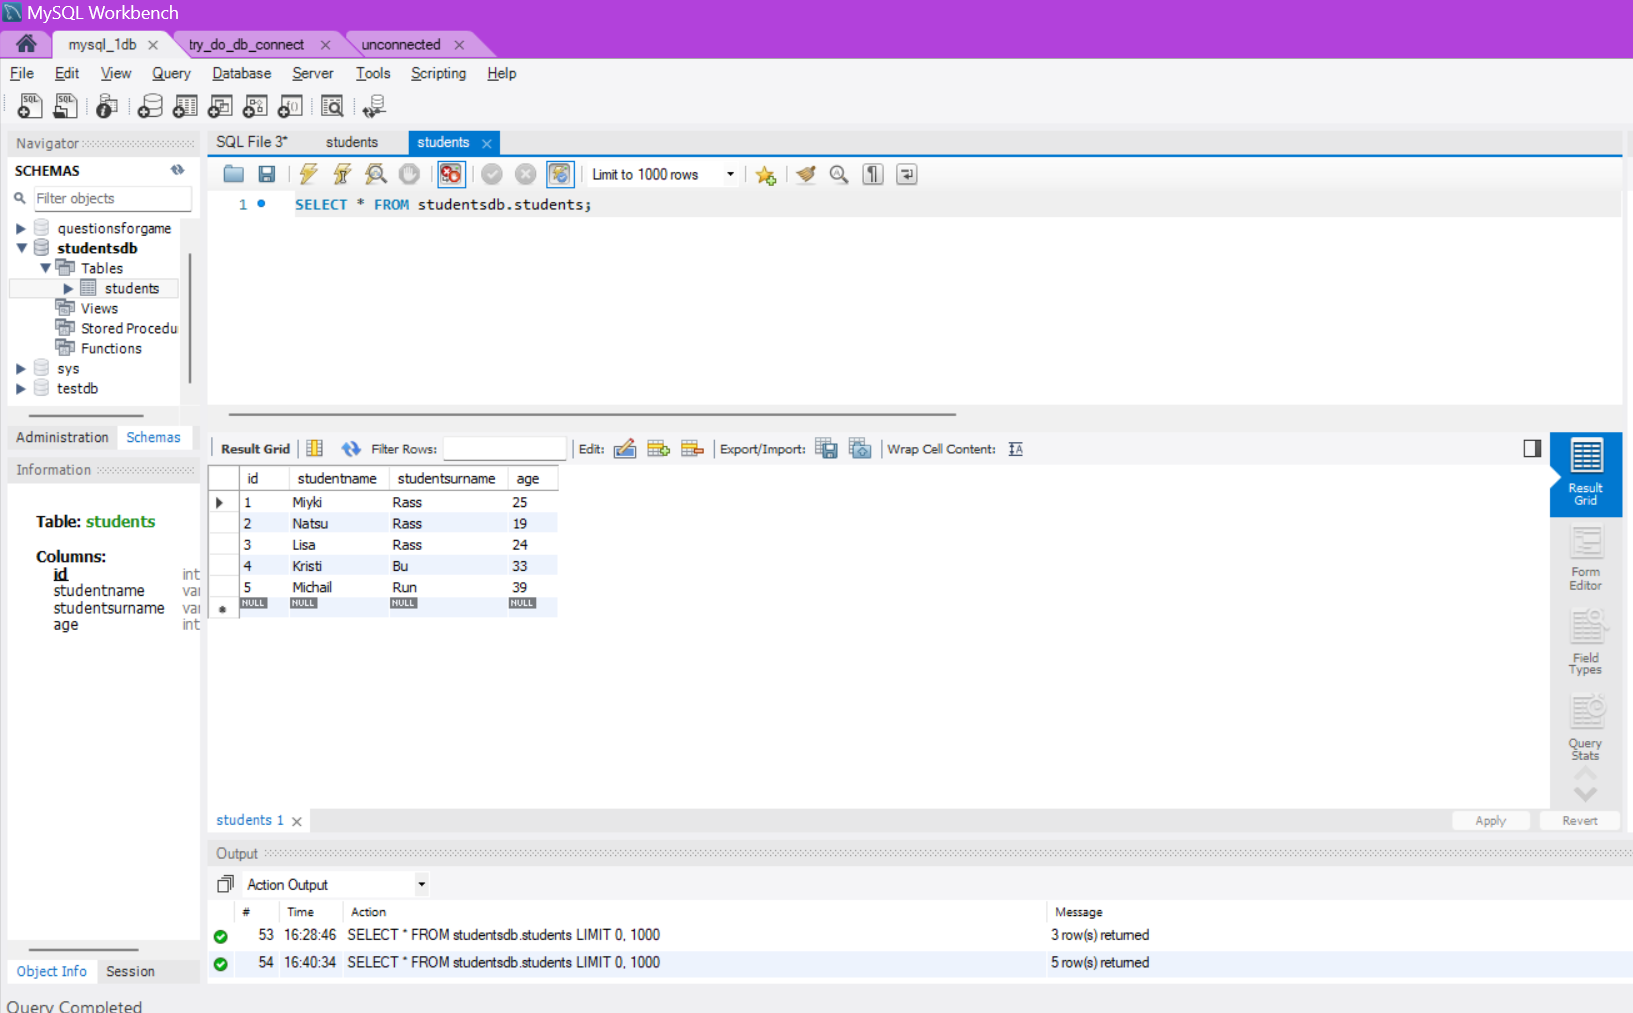 MySQL Workbench
mysql_1db × try_do_db_connect × unconnected ×
File Edit View Query Database Server Tools Scripting Help
Navigator
SCHEMAS
Filter objects
questionsforgame
studentsdb
Tables
students
Views
Stored Procedu
Functions
sys
testdb
Administration Schemas
Information
Table: students
Columns:
id int
studentname var
studentsurname var
age int
Object Info Session
Query Completed
SQL File 3* students students ×
Limit to 1000 rows
1 SELECT * FROM studentsdb.students;
Result Grid Filter Rows: Edit: Export/Import: Wrap Cell Content:
id studentname studentsurname age
1 Miyki Rass 25
2 Natsu Rass 19
3 Lisa Rass 24
4 Kristi Bu 33
5 Michail Run 39
NULL NULL NULL NULL
Result
Grid
Form
Editor
Field
Types
Query
Stats
students 1 × Apply Revert
Output
Action Output
# Time Action Message
53 16:28:46 SELECT * FROM studentsdb.students LIMIT 0, 1000 3 row(s) returned
54 16:40:34 SELECT * FROM studentsdb.students LIMIT 0, 1000 5 row(s) returned